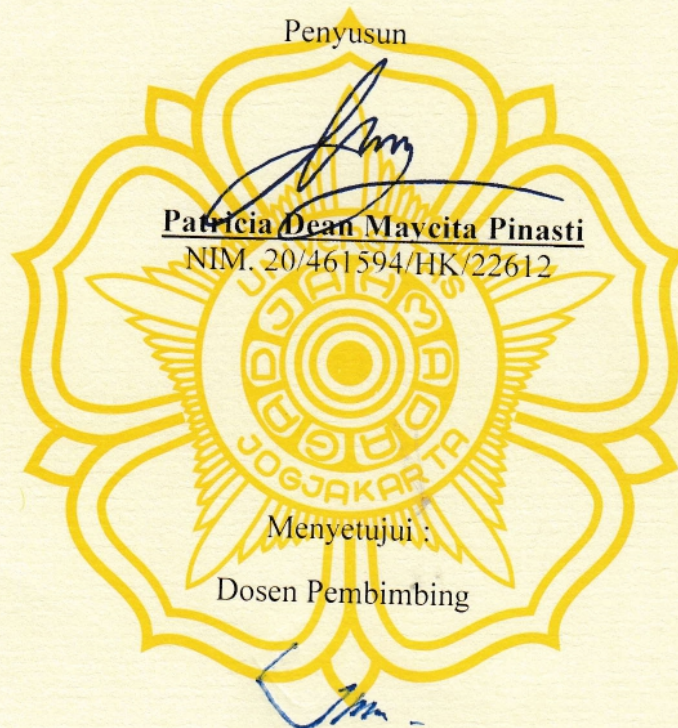 Penyusun
Patricia Dean Maycita Pinasti
NIM. 20/461594/HK/22612
UNIVERSITAS
GADJAH MADA
JOGJAKARTA
Menyetujui :
Dosen Pembimbing